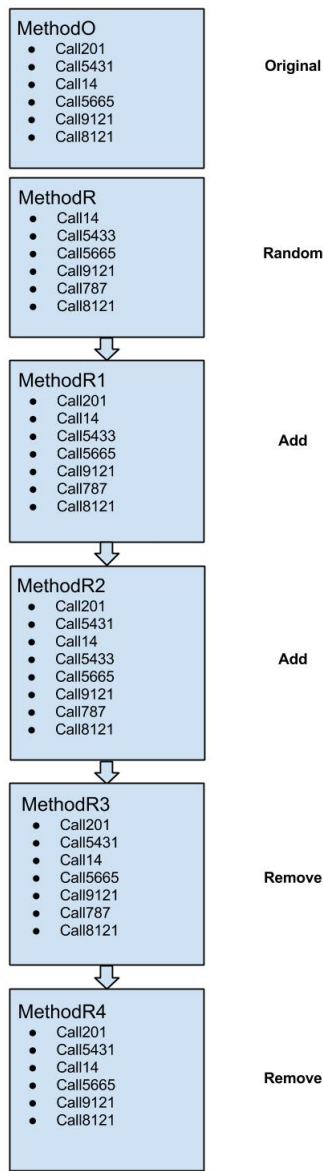 MethodO
● Call201
● Call5431
● Call14
● Call5665
● Call9121
● Call8121
Original
MethodR
● Call14
● Call5433
● Call5665
● Call9121
● Call787
● Call8121
Random
MethodR1
● Call201
● Call14
● Call5433
● Call5665
● Call9121
● Call787
● Call8121
Add
MethodR2
● Call201
● Call5431
● Call14
● Call5433
● Call5665
● Call9121
● Call787
● Call8121
Add
MethodR3
● Call201
● Call5431
● Call14
● Call5665
● Call9121
● Call787
● Call8121
Remove
MethodR4
● Call201
● Call5431
● Call14
● Call5665
● Call9121
● Call8121
Remove